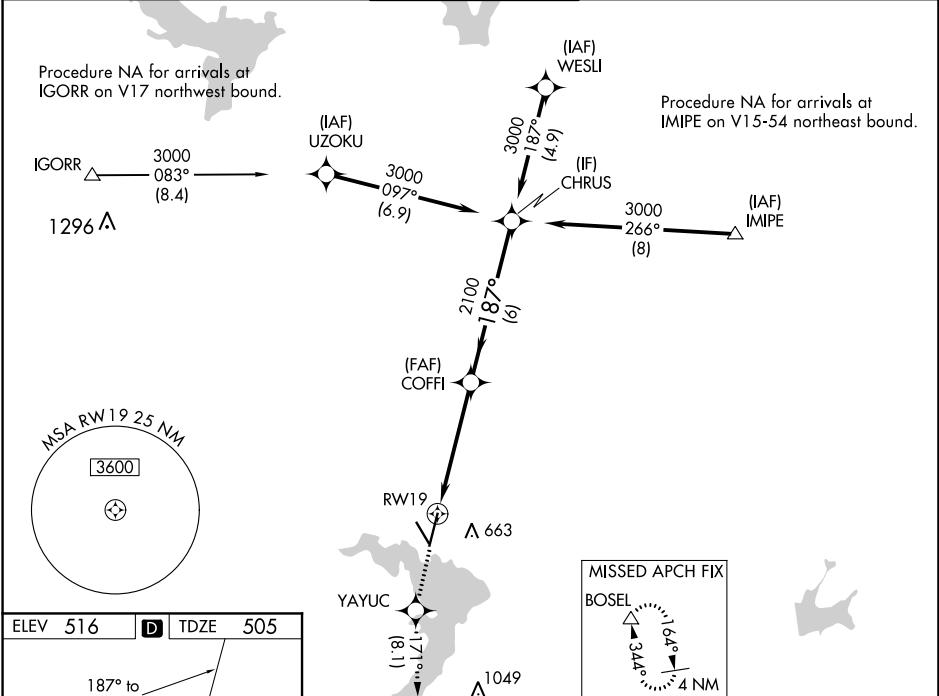 Procedure NA for arrivals at
IGORR on V17 northwest bound.
(IAF)
WESLI
Procedure NA for arrivals at
IMIPE on V15-54 northeast bound.
3000
187°
(4.9)
(IAF)
UZOKU
(IF)
CHRUS
IGORR
3000
083°
(8.4)
3000
097°
(6.9)
(IAF)
IMIPE
3000
266°
(8)
1296
2100
187°
(6)
(FAF)
COFFI
MSA RW19 25 NM
3600
RW19
663
MISSED APCH FIX
BOSEL
164°
344°
4 NM
YAYUC
171°
(8.1)
1049
ELEV 516 D TDZE 505
187° to